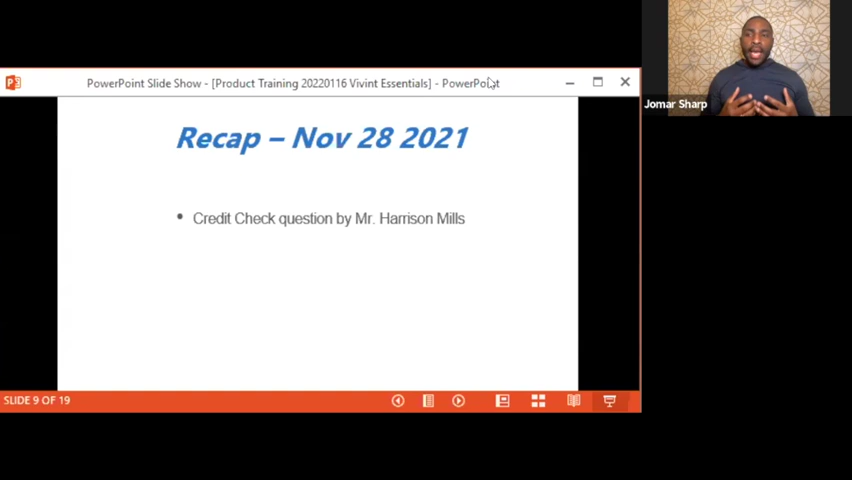 PowerPoint Slide Show - [Product Training 20220116 Vivint Essentials] - PowerPoint
Jomar Sharp
Recap – Nov 28 2021
• Credit Check question by Mr. Harrison Mills
SLIDE 9 OF 19